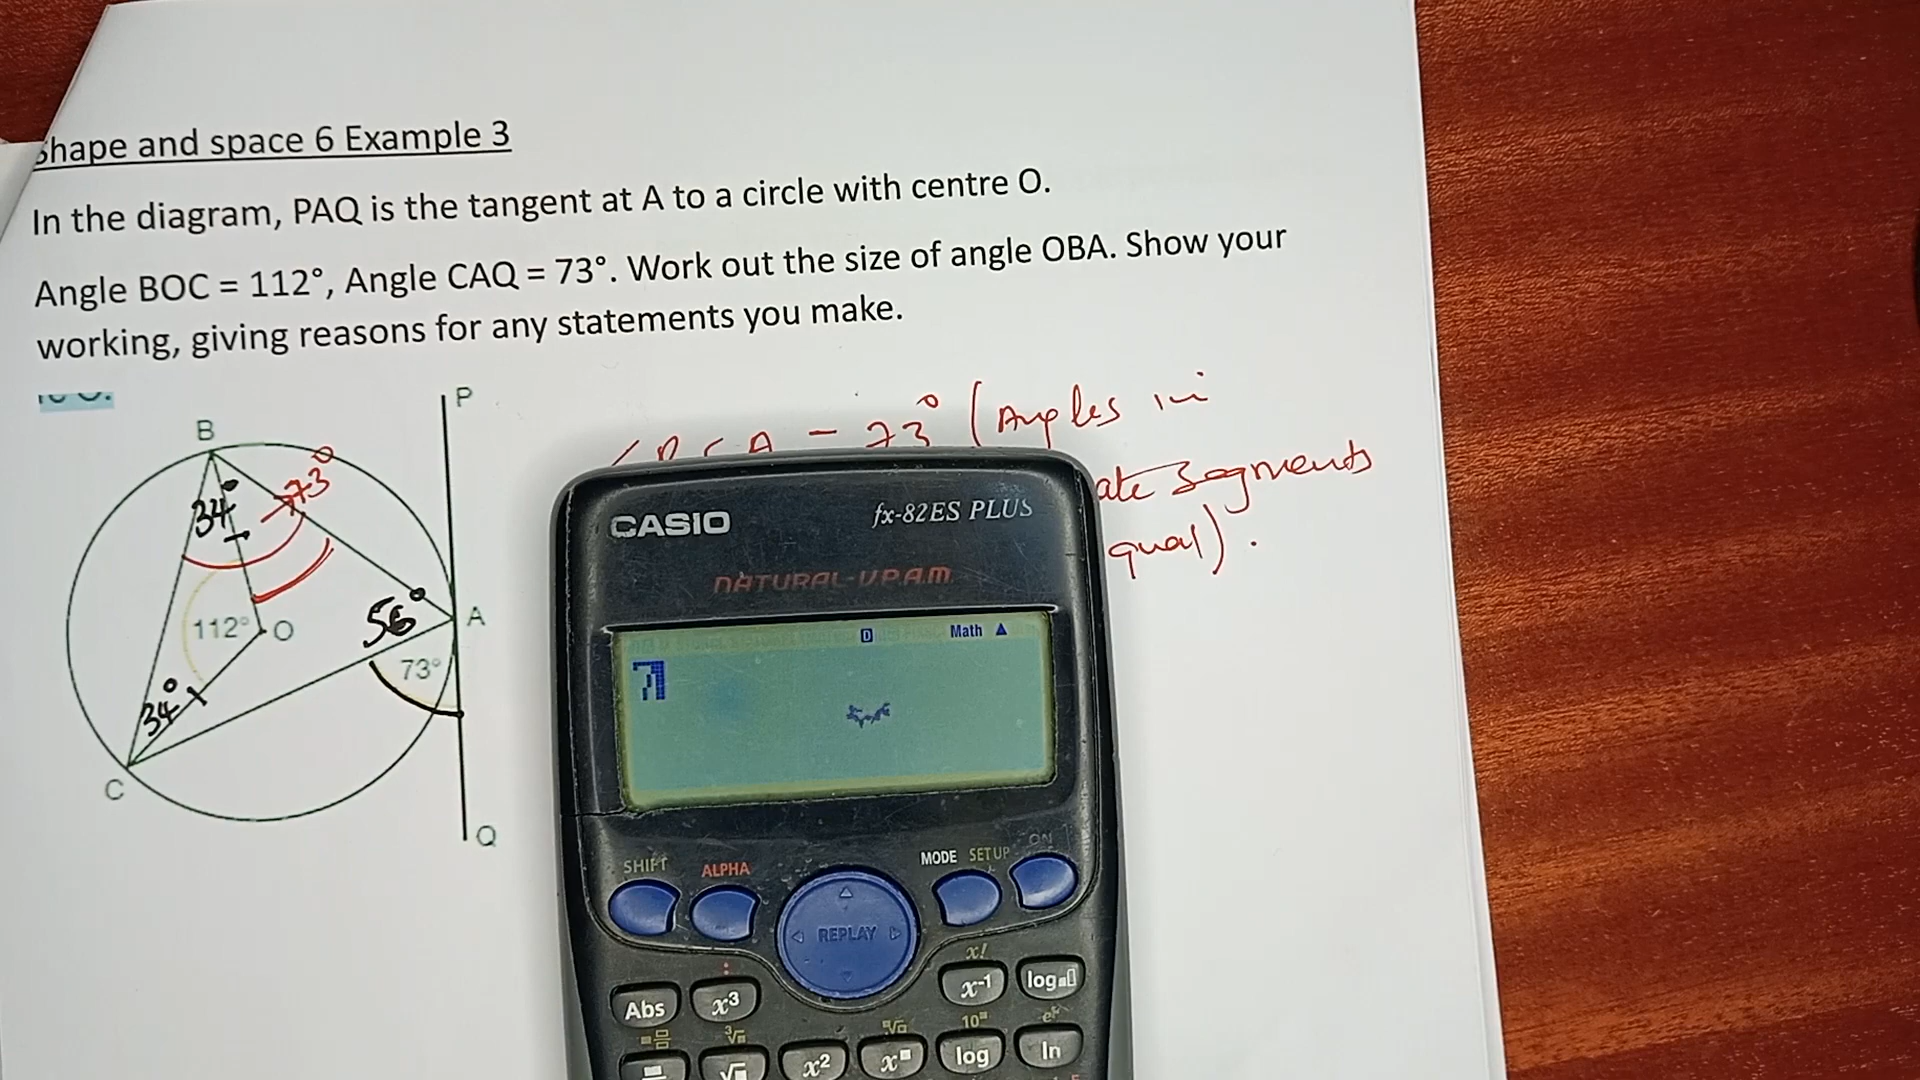 Shape and space 6 Example 3
In the diagram, PAQ is the tangent at A to a circle with centre O.
Angle BOC = 112°, Angle CAQ = 73°. Work out the size of angle OBA. Show your
working, giving reasons for any statements you make.
P
B
73°
34°
112°
O
56°
A
73°
34°
C
Q
= 73° (Angles in
ate segments
qual).
CASIO
fx-82ES PLUS
NATURAL-V.P.A.M.
D Math ▲
7
SHIFT
ALPHA
MODE SETUP
ON
REPLAY
x!
Abs
x³
x⁻¹
log
³√
10
e
x²
x
log
ln